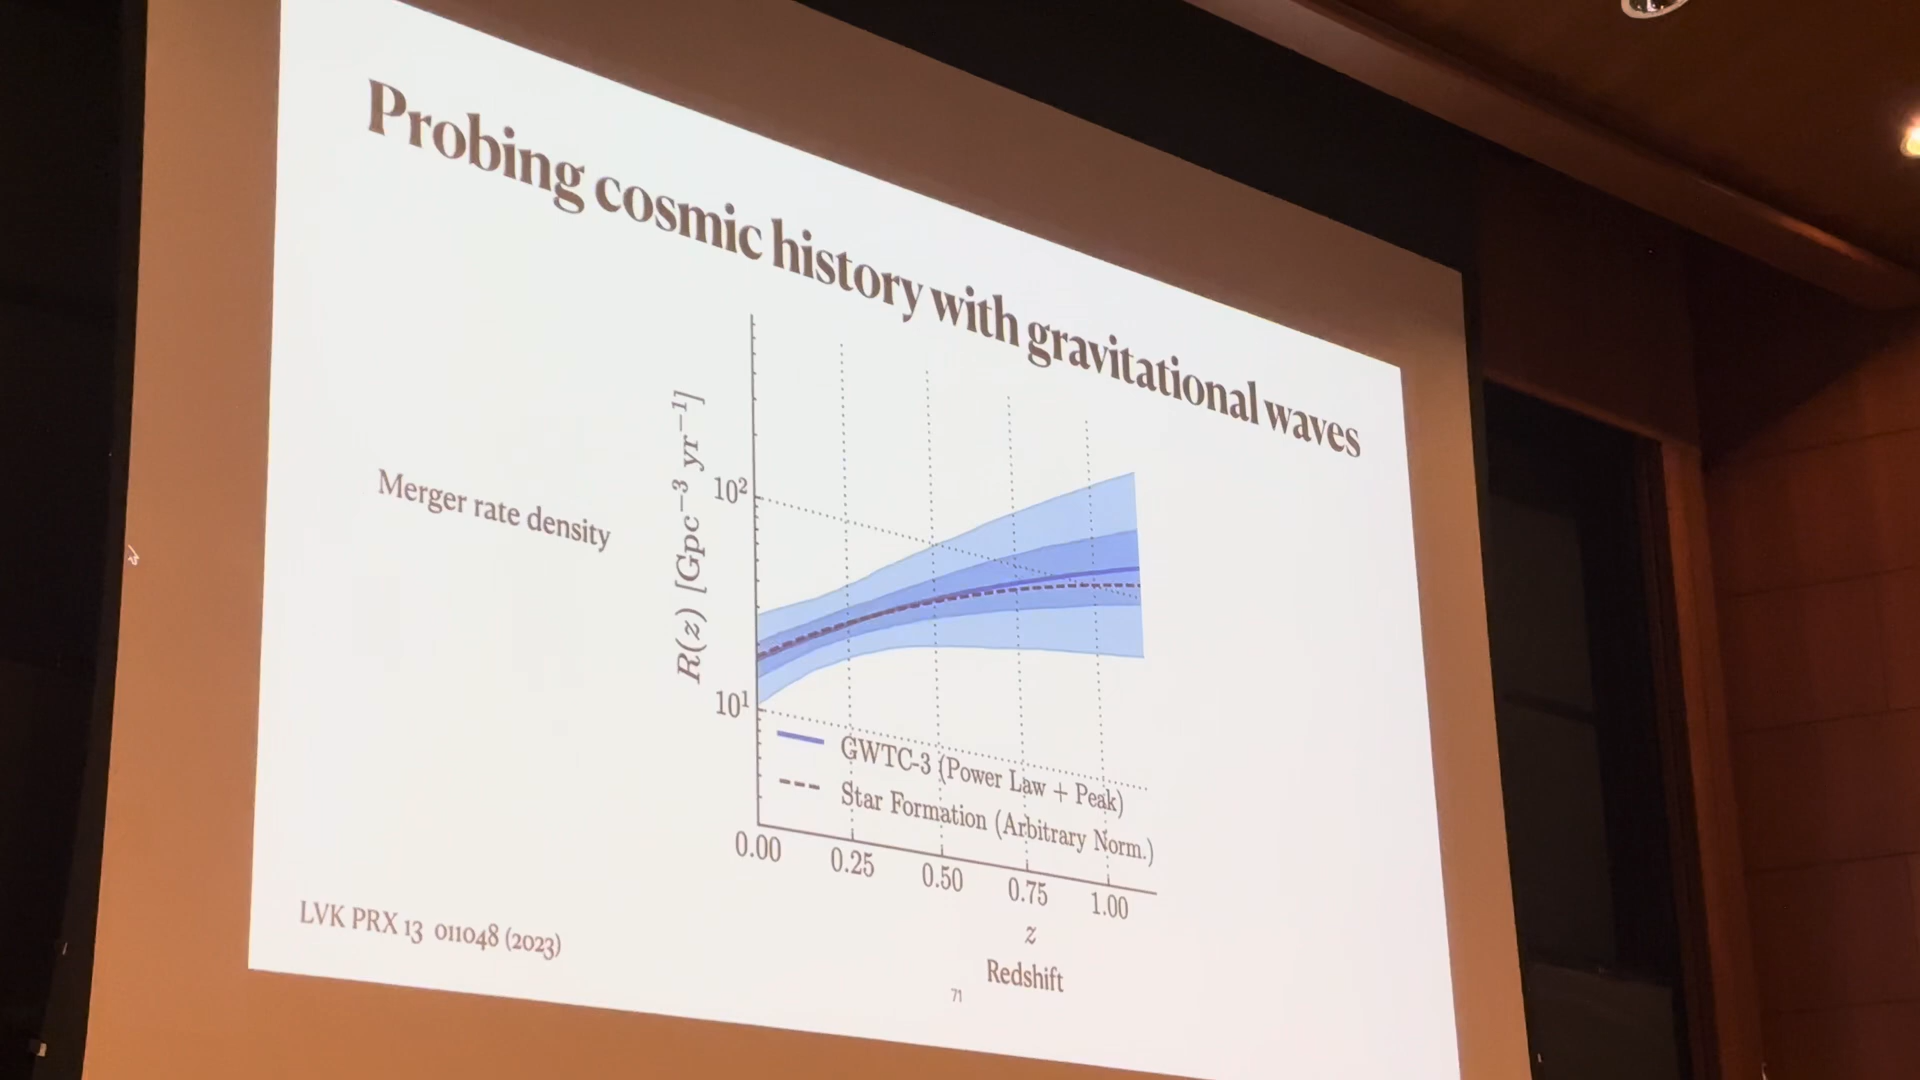 Probing cosmic history with gravitational waves
Merger rate density
R(z) [Gpc⁻³ yr⁻¹]
10²
10¹
GWTC-3 (Power Law + Peak)
Star Formation (Arbitrary Norm.)
0.00 0.25 0.50 0.75 1.00
z
Redshift
LVK PRX 13 011048 (2023)
71